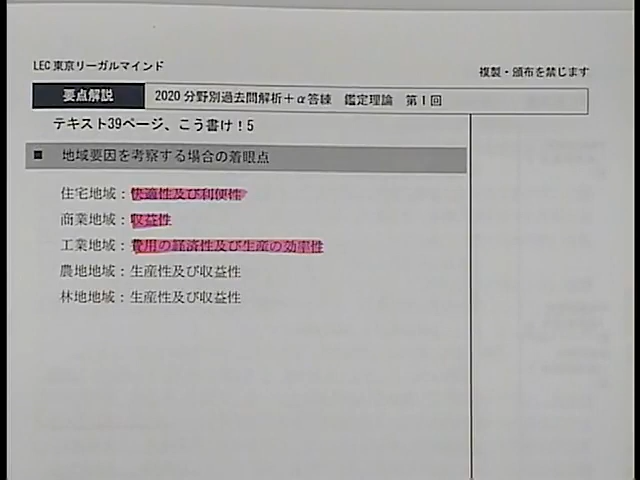 LEC東京リーガルマインド
複製・頒布を禁じます
要点解説 2020 分野別過去問解析+α答練 鑑定理論 第1回
テキスト39ページ、こう書け!5
■ 地域要因を考察する場合の着眼点
住宅地域:快適性及び利便性
商業地域:収益性
工業地域:費用の経済性及び生産の効率性
農地地域:生産性及び収益性
林地地域:生産性及び収益性